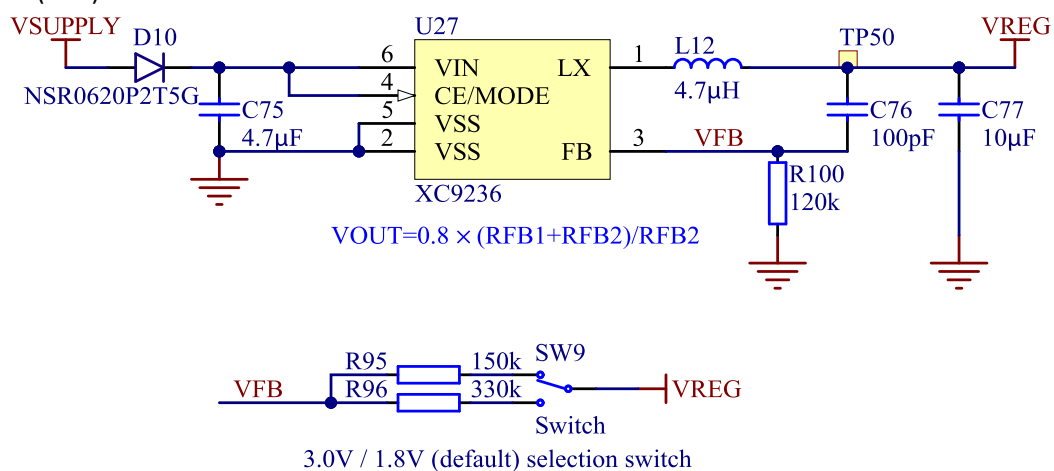 VSUPPLY
D10
NSR0620P2T5G
C75
4.7µF
U27
6
4
5
2
VIN
CE/MODE
VSS
VSS
LX
FB
1
3
XC9236
L12
4.7µH
TP50
VREG
VFB
C76
100pF
C77
10µF
R100
120k
VOUT=0.8 × (RFB1+RFB2)/RFB2
R95
150k
SW9
VFB
R96
330k
VREG
Switch
3.0V / 1.8V (default) selection switch